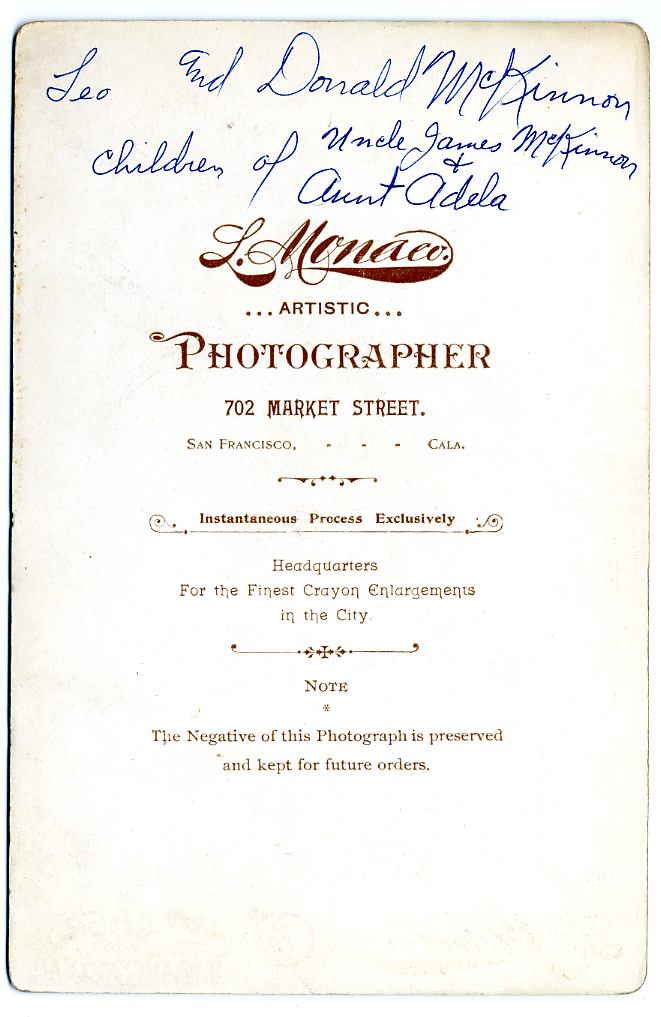 Leo and Donald McKinnon
children of Uncle James McKinnon
& Aunt Adela
L. Monaco.
...ARTISTIC...
PHOTOGRAPHER
702 MARKET STREET.
SAN FRANCISCO, - - - CALA.
Instantaneous Process Exclusively
Headquarters
For the Finest Crayon Enlargements
in the City.
NOTE
*
The Negative of this Photograph is preserved
and kept for future orders.